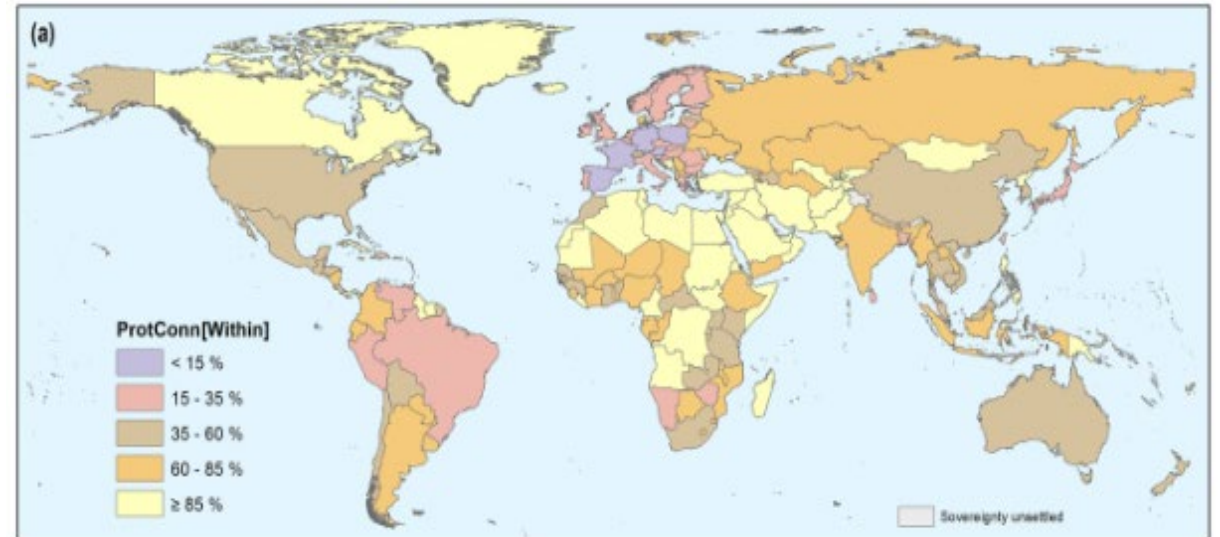 (a)
ProtConn[Within]
< 15 %
15 - 35 %
35 - 60 %
60 - 85 %
≥ 85 %
Sovereignty unsettled